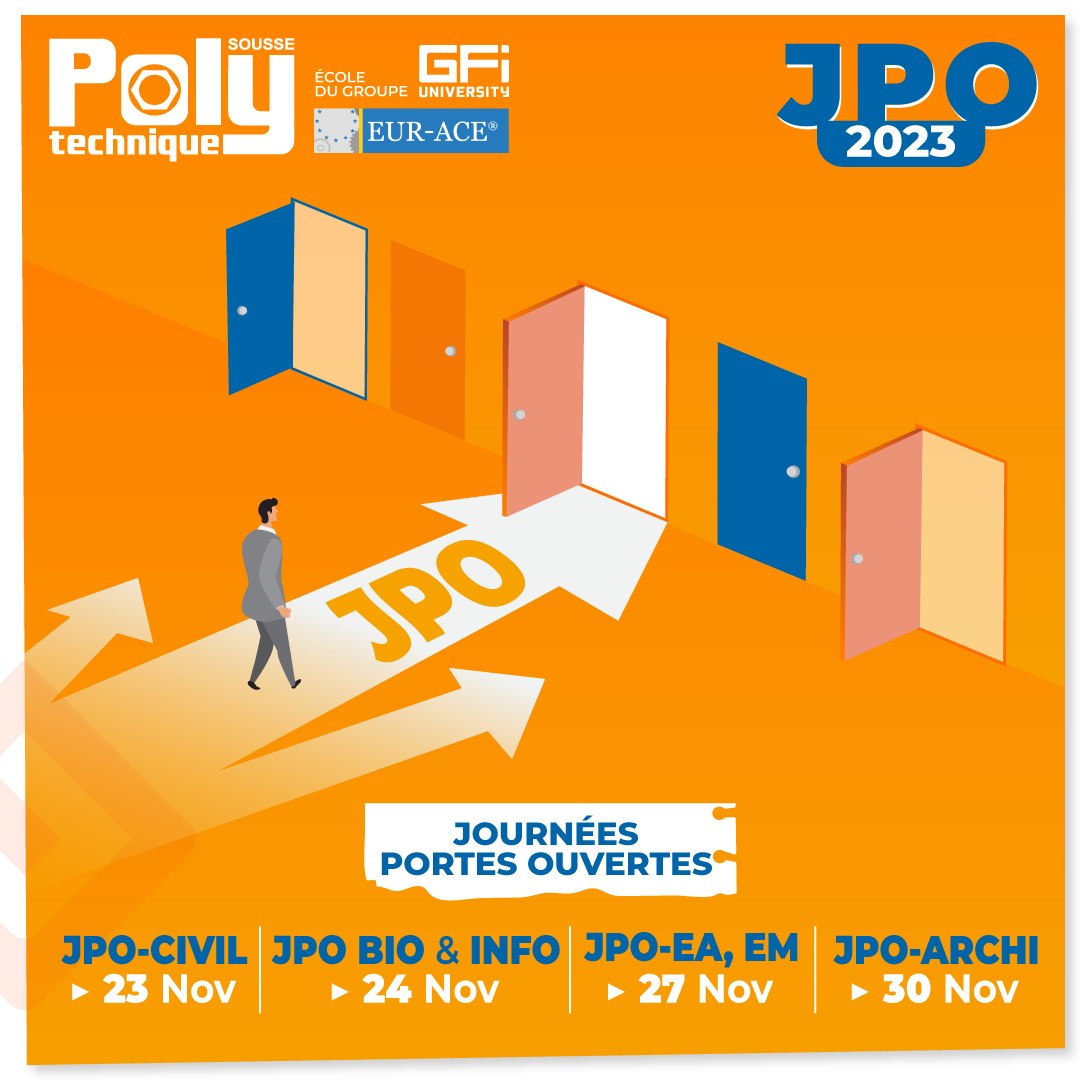 Poly
SOUSSE
technique
ÉCOLE
DU GROUPE
GFi
UNIVERSITY
EUR-ACE®
JPO
2023
JPO
JOURNÉES
PORTES OUVERTES
JPO-CIVIL
► 23 Nov
JPO BIO & INFO
► 24 Nov
JPO-EA, EM
► 27 Nov
JPO-ARCHI
► 30 Nov